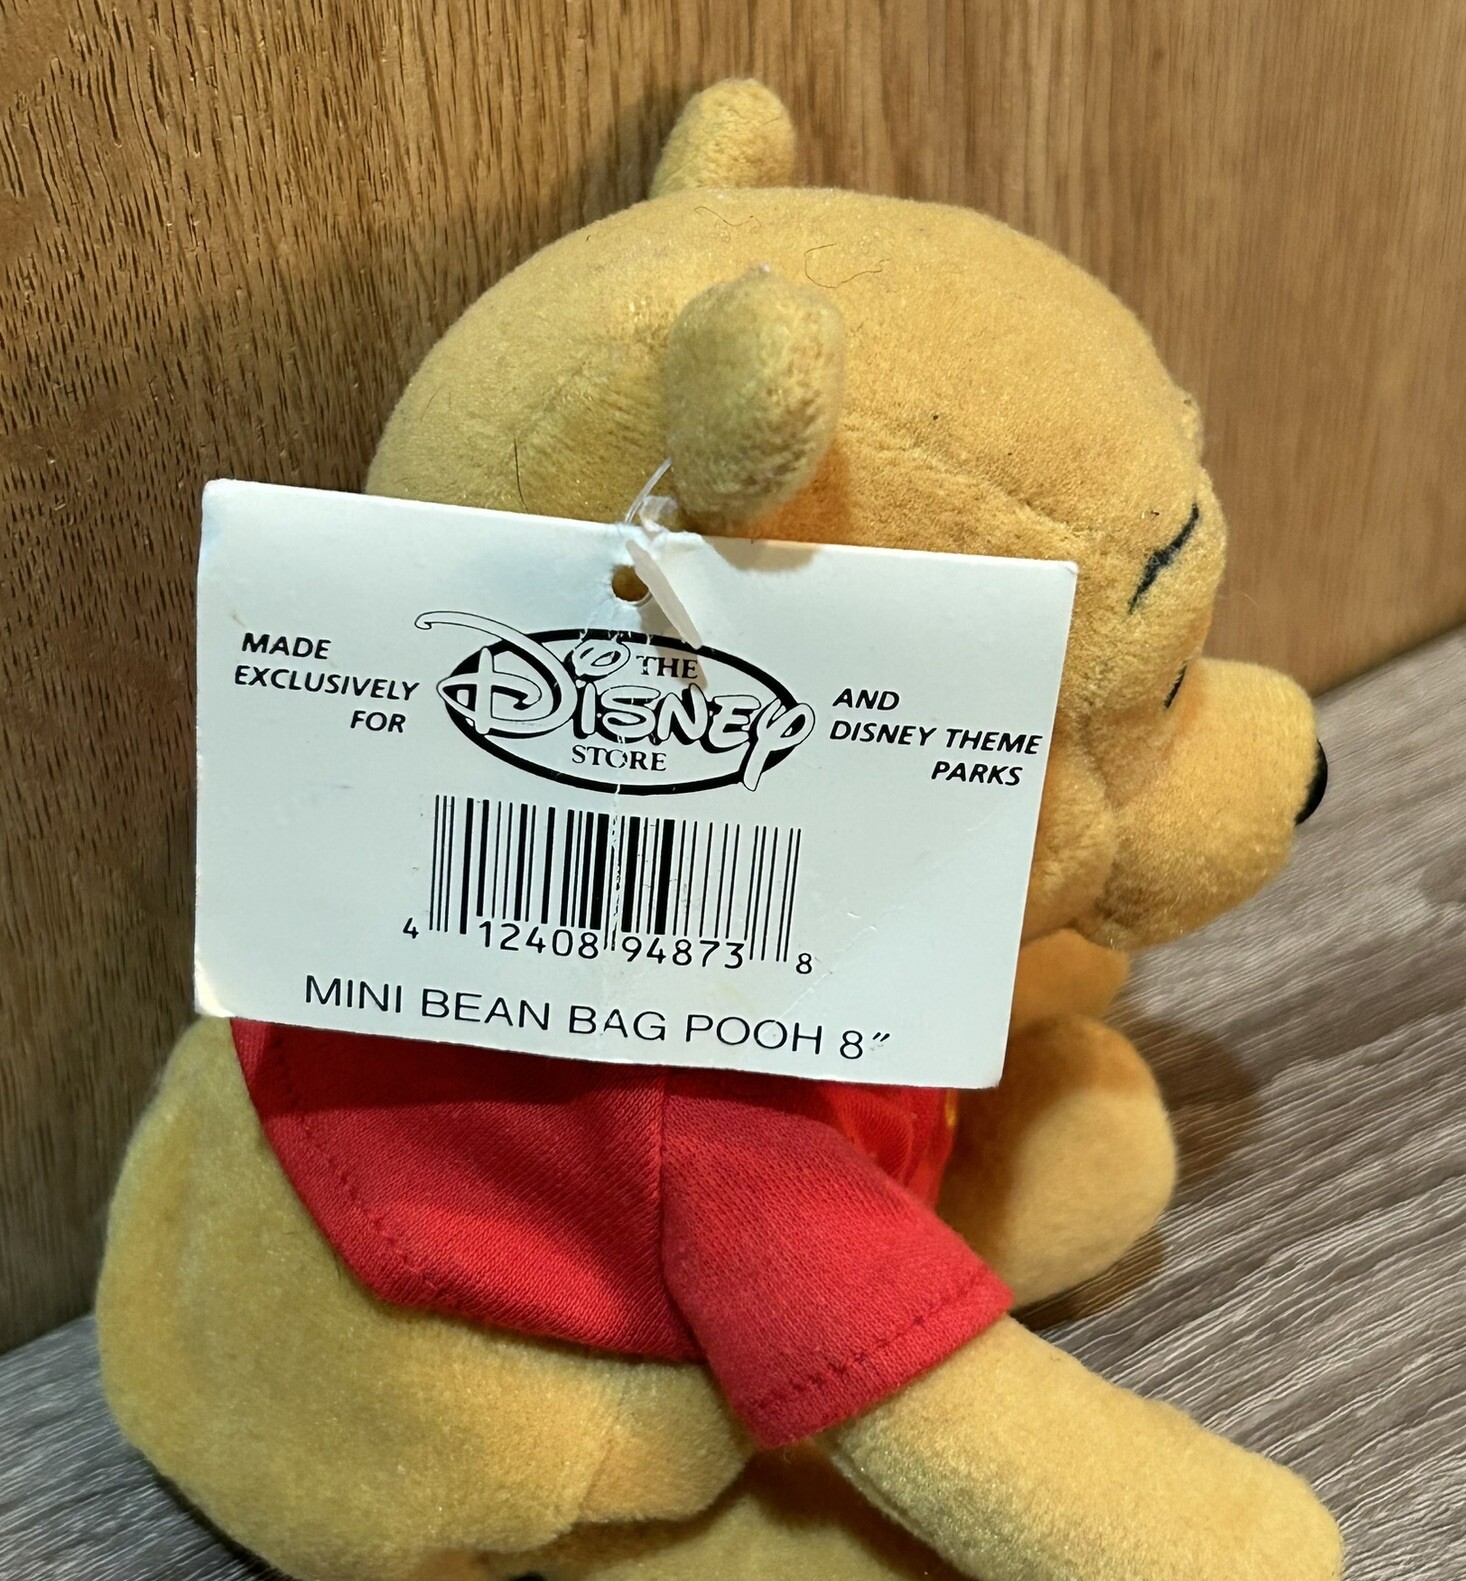 MADE
EXCLUSIVELY
FOR
THE
DISNEY
STORE
AND
DISNEY THEME
PARKS
4 12408 94873 8
MINI BEAN BAG POOH 8″